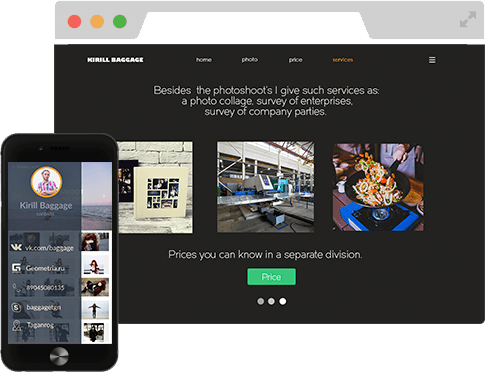 KIRILL BAGGAGE
home photo price services
Besides the photoshoot's I give such services as:
a photo collage, survey of enterprises,
survey of company parties.
Prices you can know in a separate division.
Price
Kirill Baggage
vk.com/baggage
Geometria.ru
89045080135
baggagetgn
Taganrog